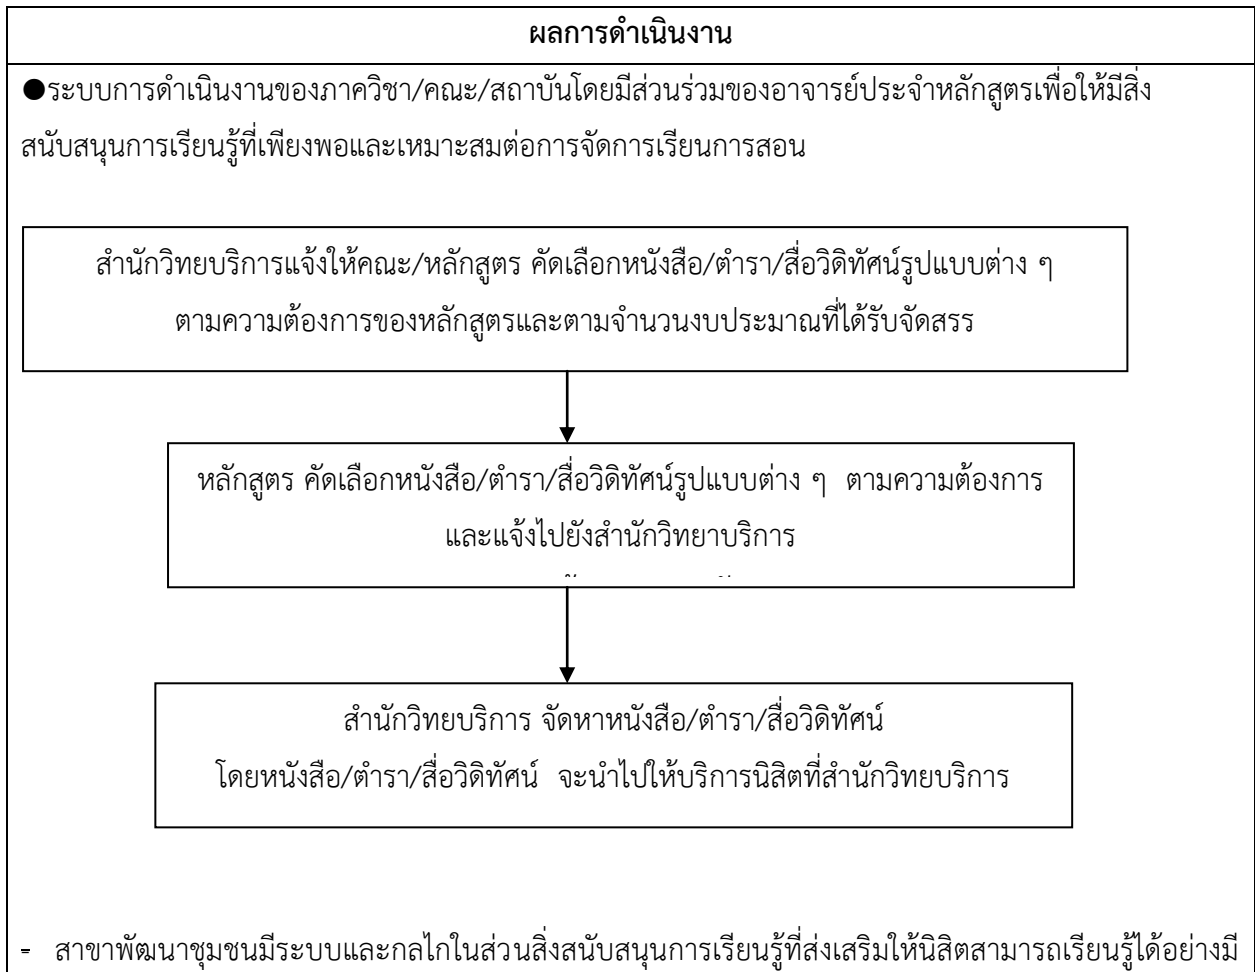 ผลการดำเนินงาน
●ระบบการดำเนินงานของภาควิชา/คณะ/สถาบันโดยมีส่วนร่วมของอาจารย์ประจำหลักสูตรเพื่อให้มีสิ่ง
สนับสนุนการเรียนรู้ที่เพียงพอและเหมาะสมต่อการจัดการเรียนการสอน
สำนักวิทยบริการแจ้งให้คณะ/หลักสูตร คัดเลือกหนังสือ/ตำรา/สื่อวิดิทัศน์รูปแบบต่าง ๆ
ตามความต้องการของหลักสูตรและตามจำนวนงบประมาณที่ได้รับจัดสรร
หลักสูตร คัดเลือกหนังสือ/ตำรา/สื่อวิดิทัศน์รูปแบบต่าง ๆ ตามความต้องการ
และแจ้งไปยังสำนักวิทยาบริการ
สำนักวิทยบริการ จัดหาหนังสือ/ตำรา/สื่อวิดิทัศน์
โดยหนังสือ/ตำรา/สื่อวิดิทัศน์ จะนำไปให้บริการนิสิตที่สำนักวิทยบริการ
- สาขาพัฒนาชุมชนมีระบบและกลไกในส่วนสิ่งสนับสนุนการเรียนรู้ที่ส่งเสริมให้นิสิตสามารถเรียนรู้ได้อย่างมี